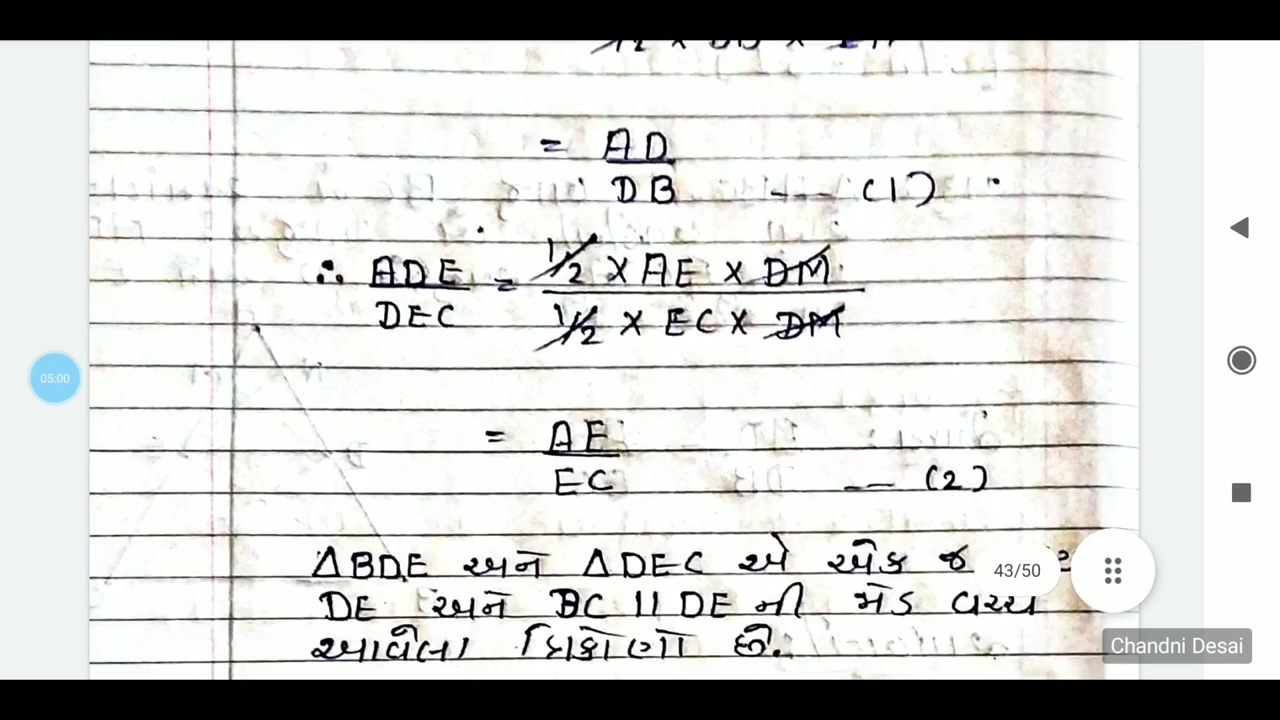 = AD
DB --- (1)
∴ ADE = 1/2 × AE × DM
DEC 1/2 × EC × DM
05:00
= AE
EC --- (2)
ΔBDE અને ΔDEC એ એક જ
43/50
DE અને BC || DE ની વચ્ચે
આવેલા ત્રિકોણો છે.
Chandni Desai